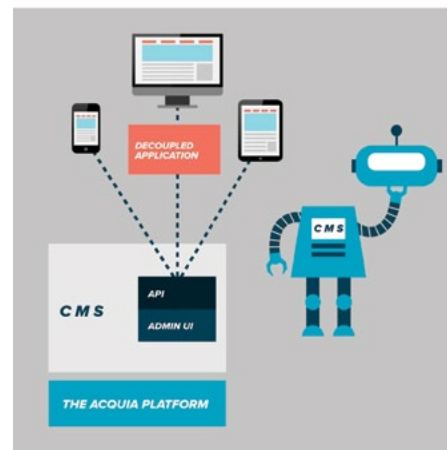 DECOUPLED
APPLICATION
CMS
API
ADMIN UI
THE ACQUIA PLATFORM
CMS